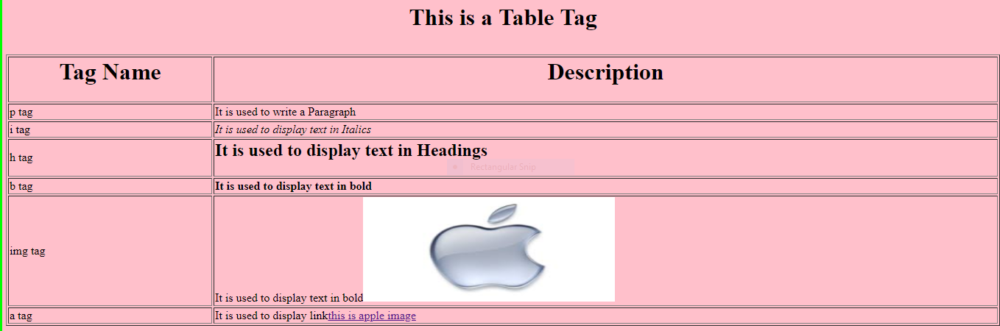 This is a Table Tag
Tag Name Description
p tag It is used to write a Paragraph
i tag It is used to display text in Italics
h tag It is used to display text in Headings
Rectangular Snip
b tag It is used to display text in bold
img tag It is used to display text in bold
a tag It is used to display linkthis is apple image